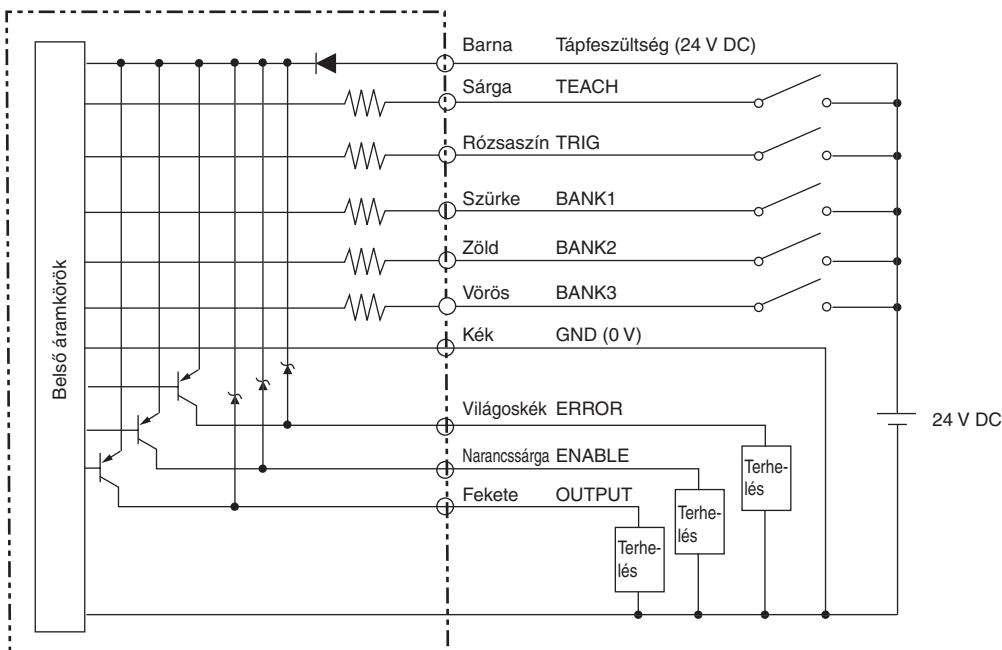 Barna Tápfeszültség (24 V DC)
Sárga TEACH
Rózsaszín TRIG
Szürke BANK1
Zöld BANK2
Vörös BANK3
Kék GND (0 V)
Belső áramkörök
Világoskék ERROR
24 V DC
Narancssárga ENABLE
Fekete OUTPUT
Terhe-
lés
Terhe-
lés
Terhe-
lés